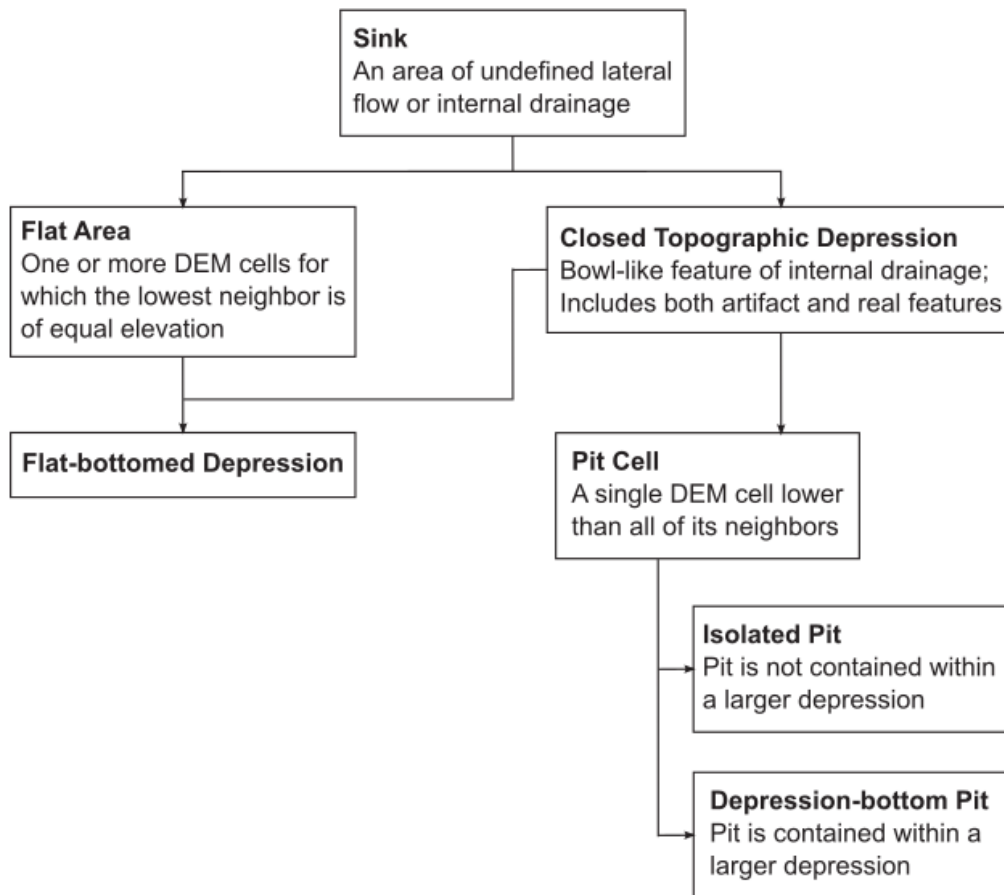 Sink
An area of undefined lateral
flow or internal drainage
Flat Area
One or more DEM cells for
which the lowest neighbor is
of equal elevation
Closed Topographic Depression
Bowl-like feature of internal drainage;
Includes both artifact and real features
Flat-bottomed Depression
Pit Cell
A single DEM cell lower
than all of its neighbors
Isolated Pit
Pit is not contained within
a larger depression
Depression-bottom Pit
Pit is contained within a
larger depression